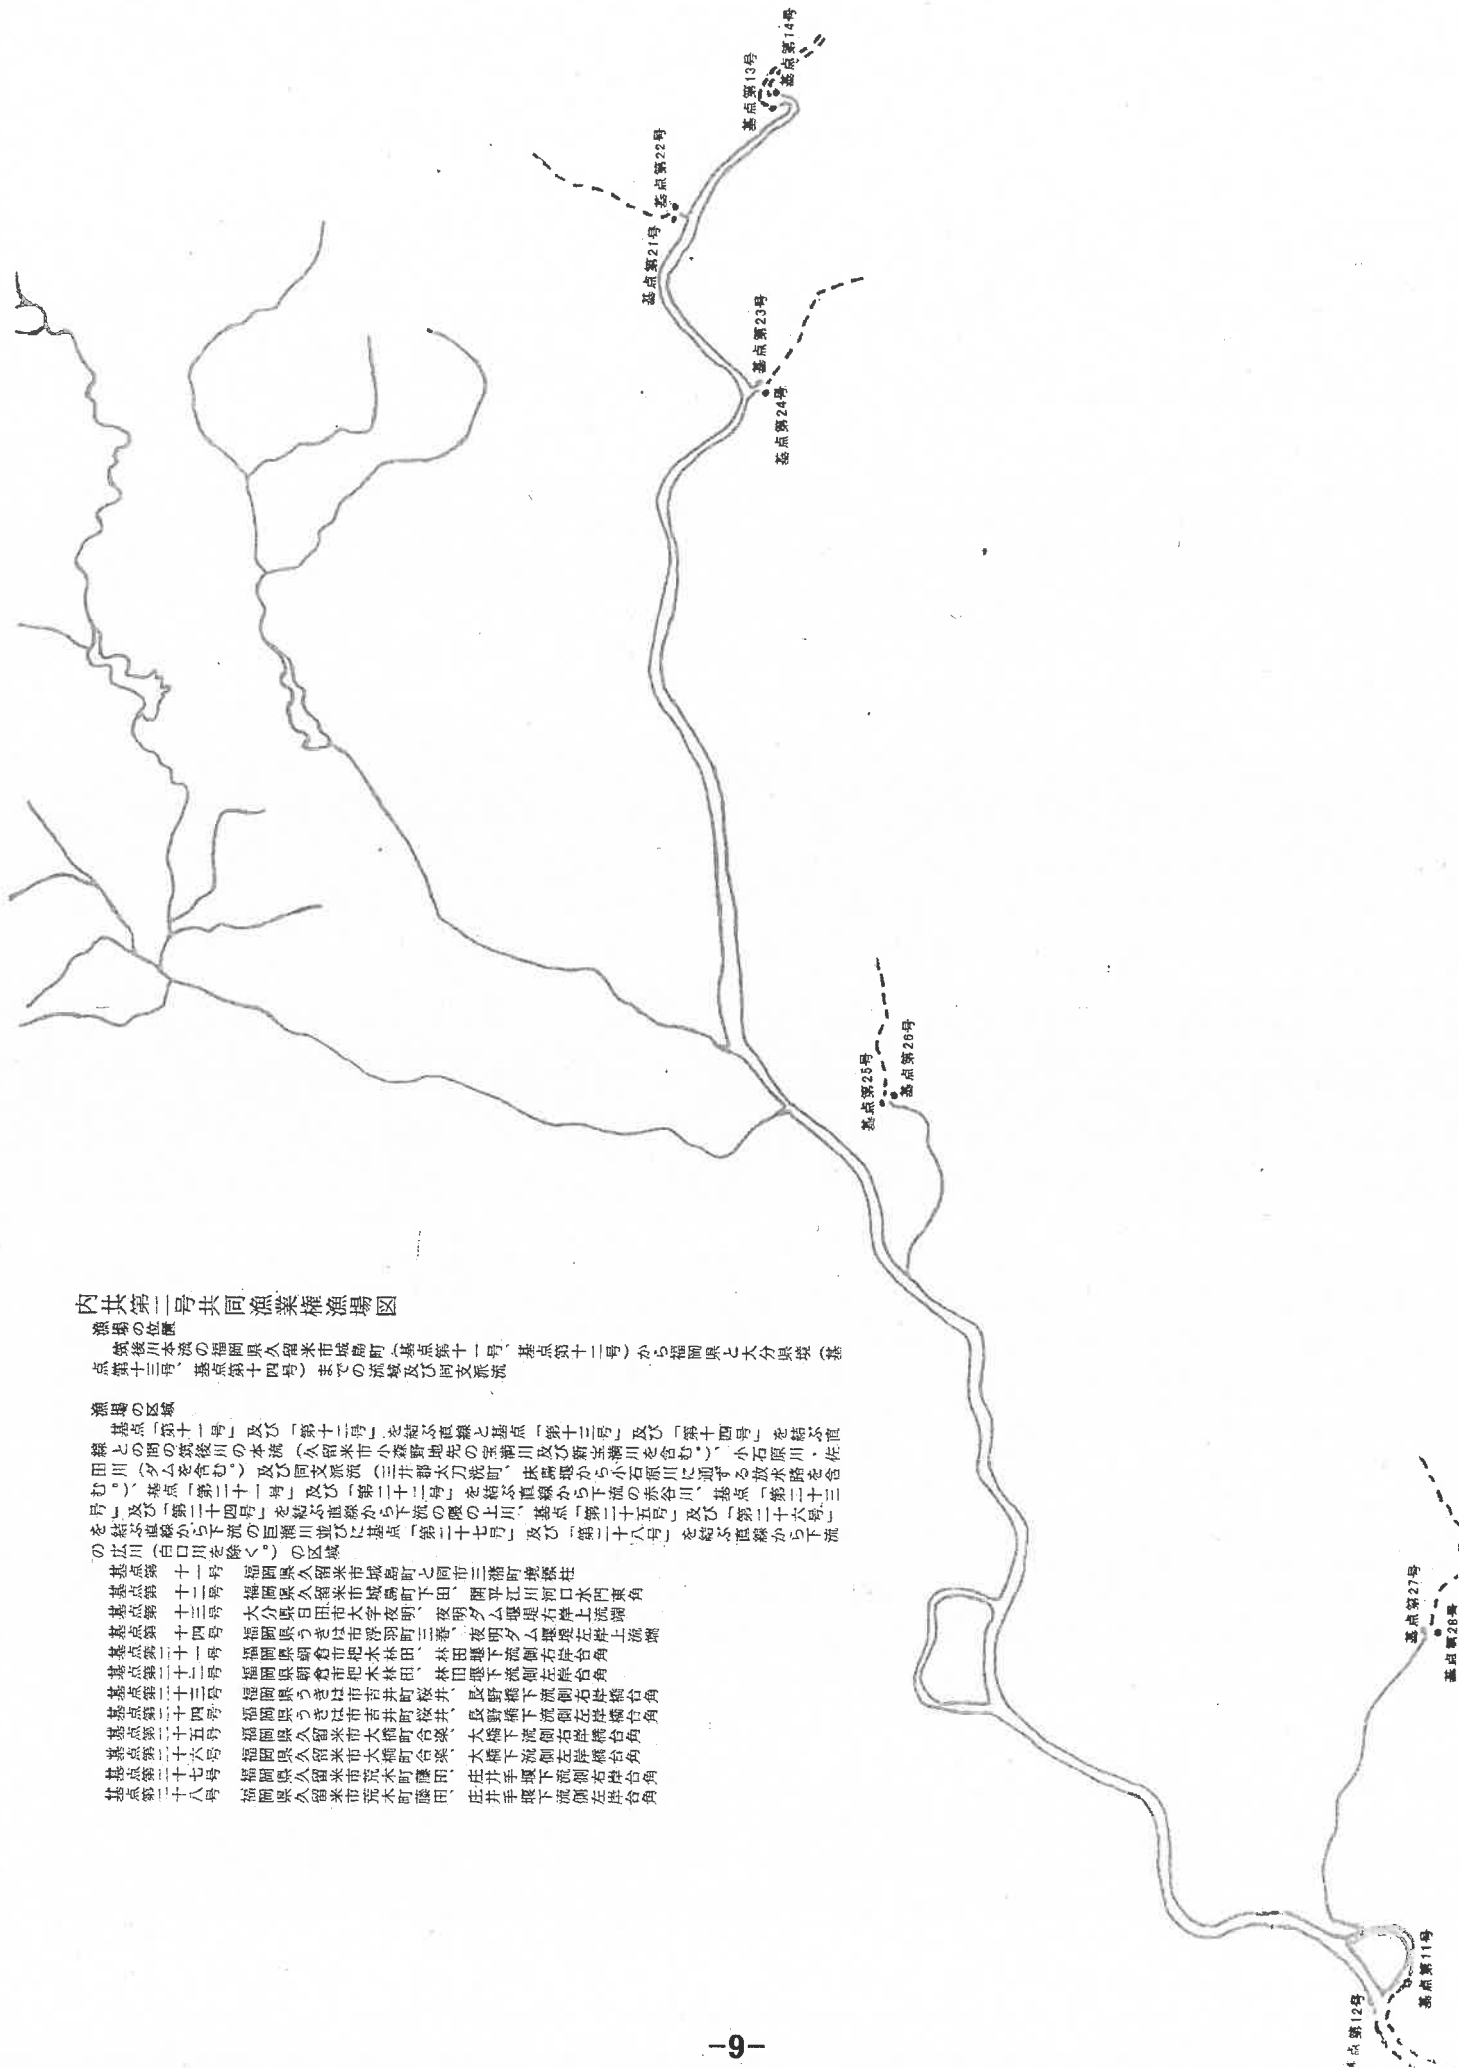 内共第二号共同漁業権漁場図
漁場の位置
筑後川本流の福岡県久留米市城島町(基点第十一号、基点第十二号)から福岡県と大分県境(基
点第十三号、基点第十四号)までの流域及び同支派流
漁場の区域
基点「第十一号」及び「第十二号」を結ぶ直線と基点「第十三号」及び「第十四号」を結ぶ直
線との間の筑後川の本流(久留米市小森野地先の宝満川及び新宝満川を含む。)、小石原川・佐
田川(ダムを含む。)及び同支派流(三井郡大刀洗町、床島堰から小石原川に通ずる放水路を含
む。)、基点「第二十一号」及び「第二十二号」を結ぶ直線から下流の赤谷川、基点「第二十三
号」及び「第二十四号」を結ぶ直線から下流の隈の上川、基点「第二十五号」及び「第二十六号」
を結ぶ直線から下流の巨瀬川並びに基点「第二十七号」及び「第二十八号」を結ぶ直線から下流
の広川(白口川を除く。)の区域
基点第十一号 福岡県久留米市城島町と同市三潴町境標柱
基点第十二号 福岡県久留米市城島町下田、開平江川河口水門東角
基点第十三号 大分県日田市大字夜明、夜明ダム堰堤右岸上流端
基点第十四号 福岡県うきは市浮羽町三春、夜明ダム堰堤左岸上流端
基点第二十一号 福岡県朝倉市杷木林田、林田堰下流側右岸台角
基点第二十二号 福岡県朝倉市杷木林田、林田堰下流側左岸台角
基点第二十三号 福岡県うきは市吉井町桜井、長野橋下流側右岸橋台角
基点第二十四号 福岡県うきは市吉井町桜井、長野橋下流側左岸橋台角
基点第二十五号 福岡県久留米市大橋町合楽、大橋下流側右岸橋台角
基点第二十六号 福岡県久留米市大橋町合楽、大橋下流側左岸橋台角
基点第二十七号 福岡県久留米市荒木町藤田、庄井手堰下流側右岸台角
基点第二十八号 福岡県久留米市荒木町藤田、庄井手堰下流側左岸台角
基点第14号
基点第13号
基点第22号
基点第21号
基点第23号
基点第24号
基点第25号
基点第26号
基点第27号
基点第28号
基点第11号
点第12号
-9-